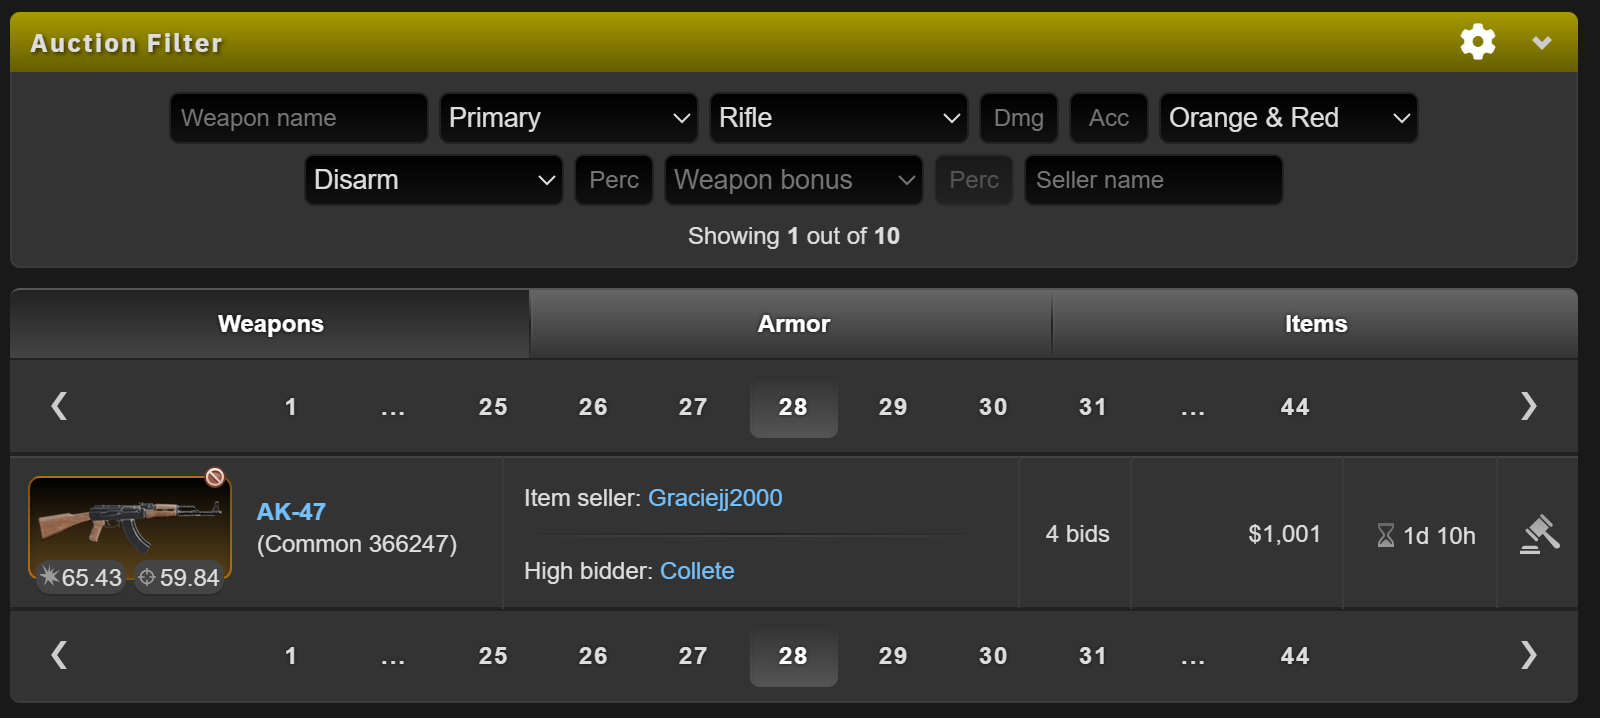 Auction Filter
Weapon name Primary Rifle Dmg Acc Orange & Red
Disarm Perc Weapon bonus Perc Seller name
Showing 1 out of 10
Weapons Armor Items
❮ 1 ... 25 26 27 28 29 30 31 ... 44 ❯
AK-47
(Common 366247)
65.43 59.84
Item seller: Graciejj2000
High bidder: Collete
4 bids
$1,001
1d 10h
❮ 1 ... 25 26 27 28 29 30 31 ... 44 ❯